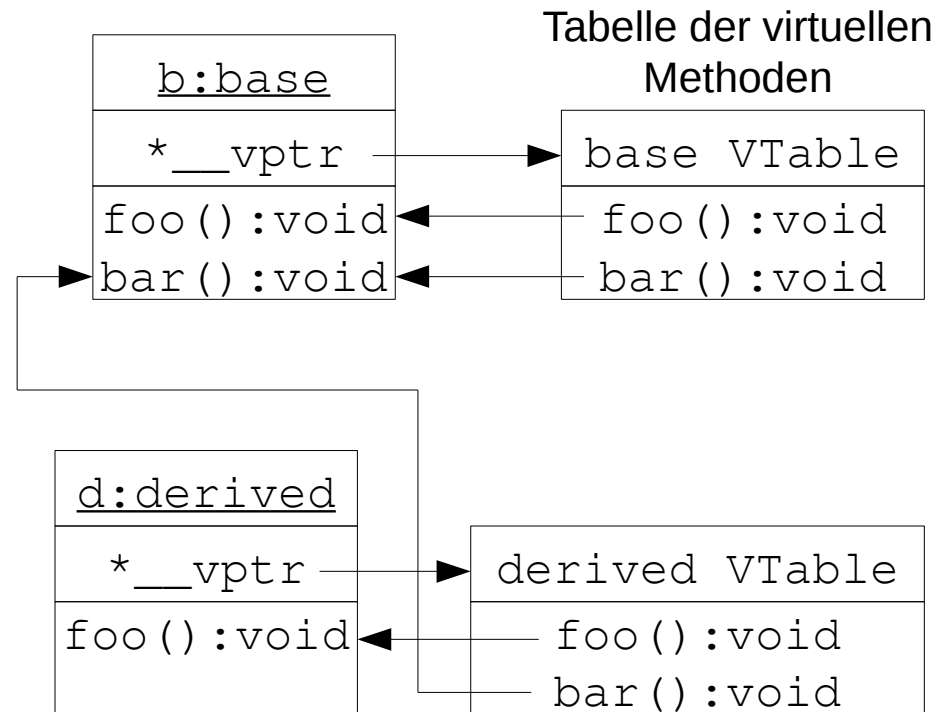 Tabelle der virtuellen
Methoden
b:base
*__vptr
base VTable
foo():void
foo():void
bar():void
bar():void
d:derived
*__vptr
derived VTable
foo():void
foo():void
bar():void